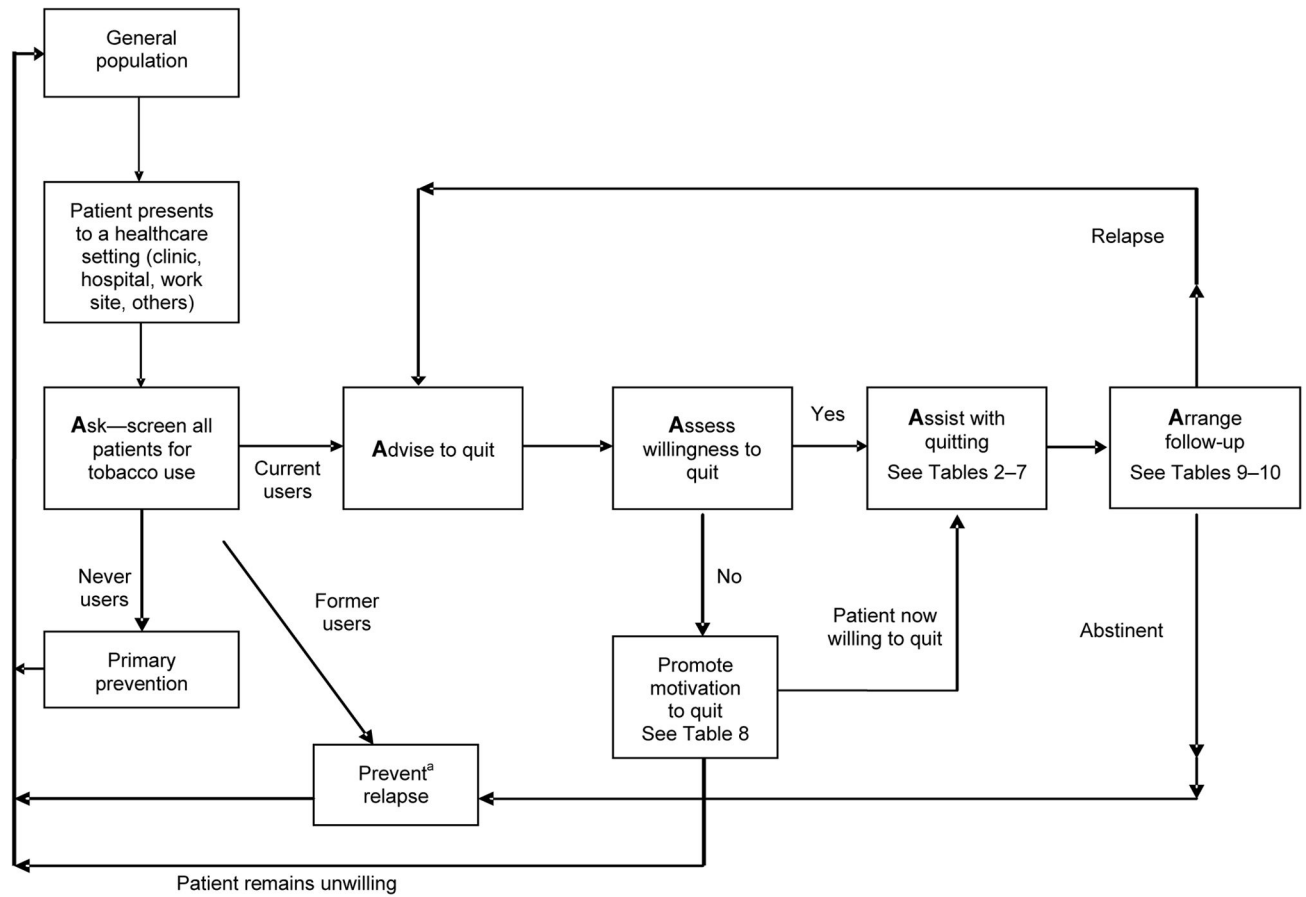 General
population
Patient presents
to a healthcare
setting (clinic,
hospital, work
site, others)
Relapse
Ask—screen all
patients for
tobacco use
Current
users
Advise to quit
Assess
willingness to
quit
Yes
Assist with
quitting
See Tables 2–7
Arrange
follow-up
See Tables 9–10
Never
users
Former
users
No
Patient now
willing to quit
Abstinent
Primary
prevention
Promote
motivation
to quit
See Table 8
Preventᵃ
relapse
Patient remains unwilling